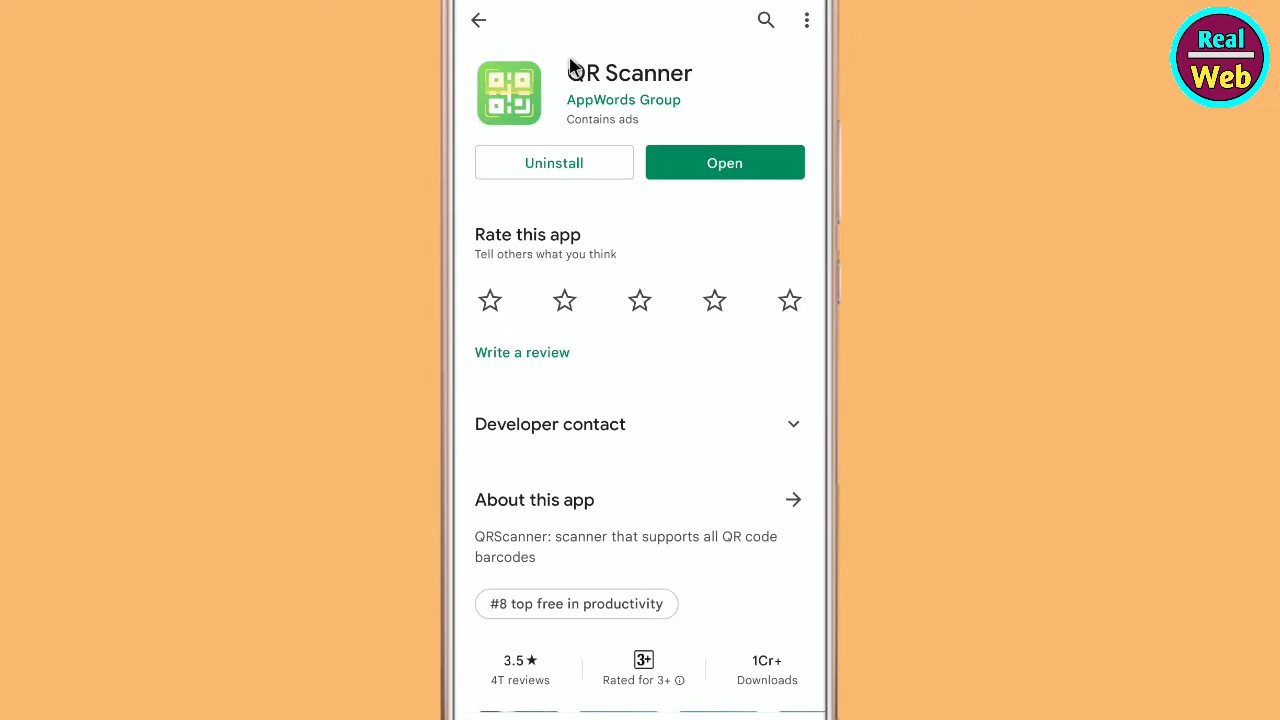 Real
Web
QR Scanner
AppWords Group
Contains ads
Uninstall
Open
Rate this app
Tell others what you think
Write a review
Developer contact
About this app
QRScanner: scanner that supports all QR code
barcodes
#8 top free in productivity
3.5★
3+
1Cr+
4T reviews
Rated for 3+
Downloads